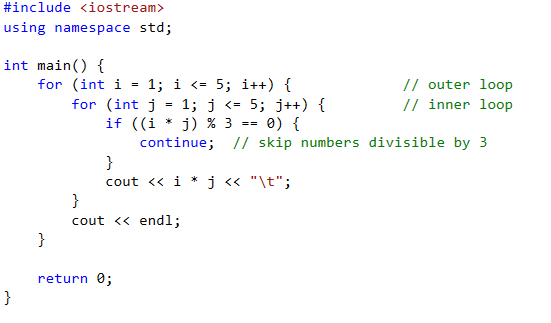 #include <iostream>
using namespace std;

int main() {
    for (int i = 1; i <= 5; i++) {             // outer loop
        for (int j = 1; j <= 5; j++) {         // inner loop
            if ((i * j) % 3 == 0) {
                continue;  // skip numbers divisible by 3
            }
            cout << i * j << "\t";
        }
        cout << endl;
    }

    return 0;
}